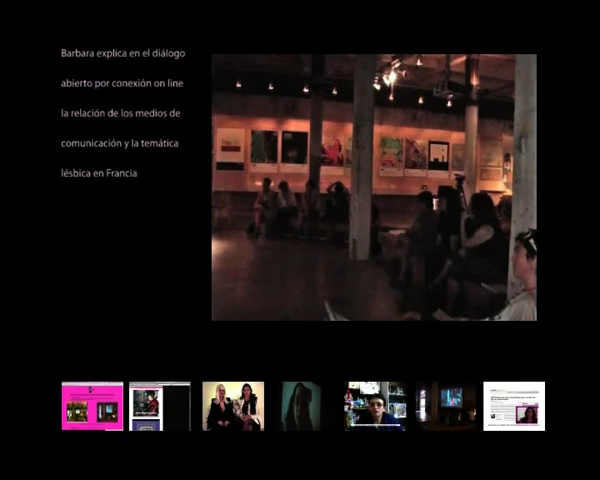 Barbara explica en el diálogo
abierto por conexión on line
la relación de los medios de
comunicación y la temática
lésbica en Francia